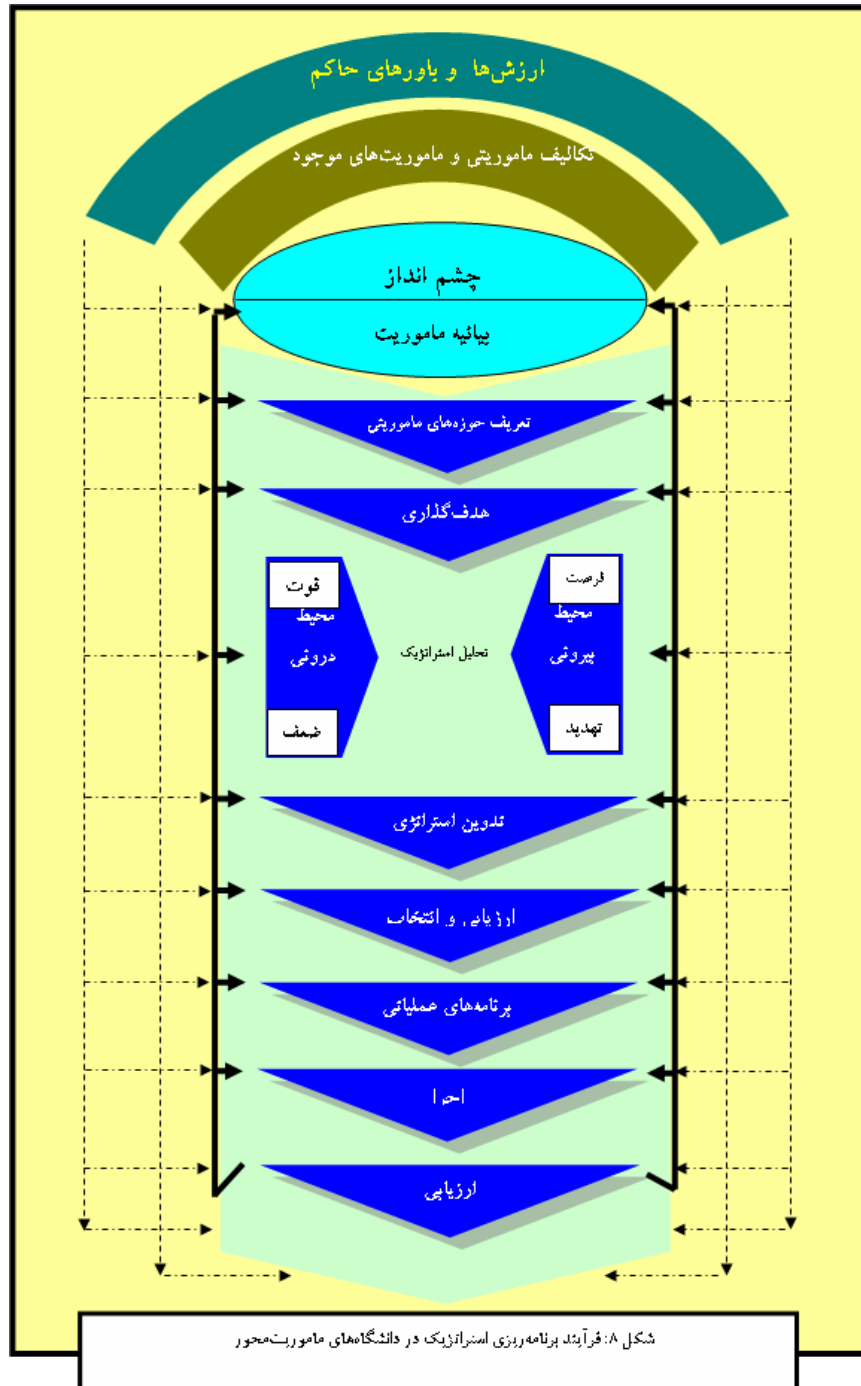 ارزش‌ها و باورهای حاکم
تکالیف ماموریتی و ماموریت‌های موجود
چشم انداز
بیانیه ماموریت
تعریف حوزه‌های ماموریتی
هدف‌گذاری
فرصت
محیط
بیرونی
تهدید
تحلیل استراتژیک
قوت
محیط
درونی
ضعف
تدوین استراتژی
ارزیابی و انتخاب
برنامه‌های عملیاتی
اجرا
ارزیابی
شکل ۸: فرآیند برنامه‌ریزی استراتژیک در دانشگاه‌های ماموریت‌محور